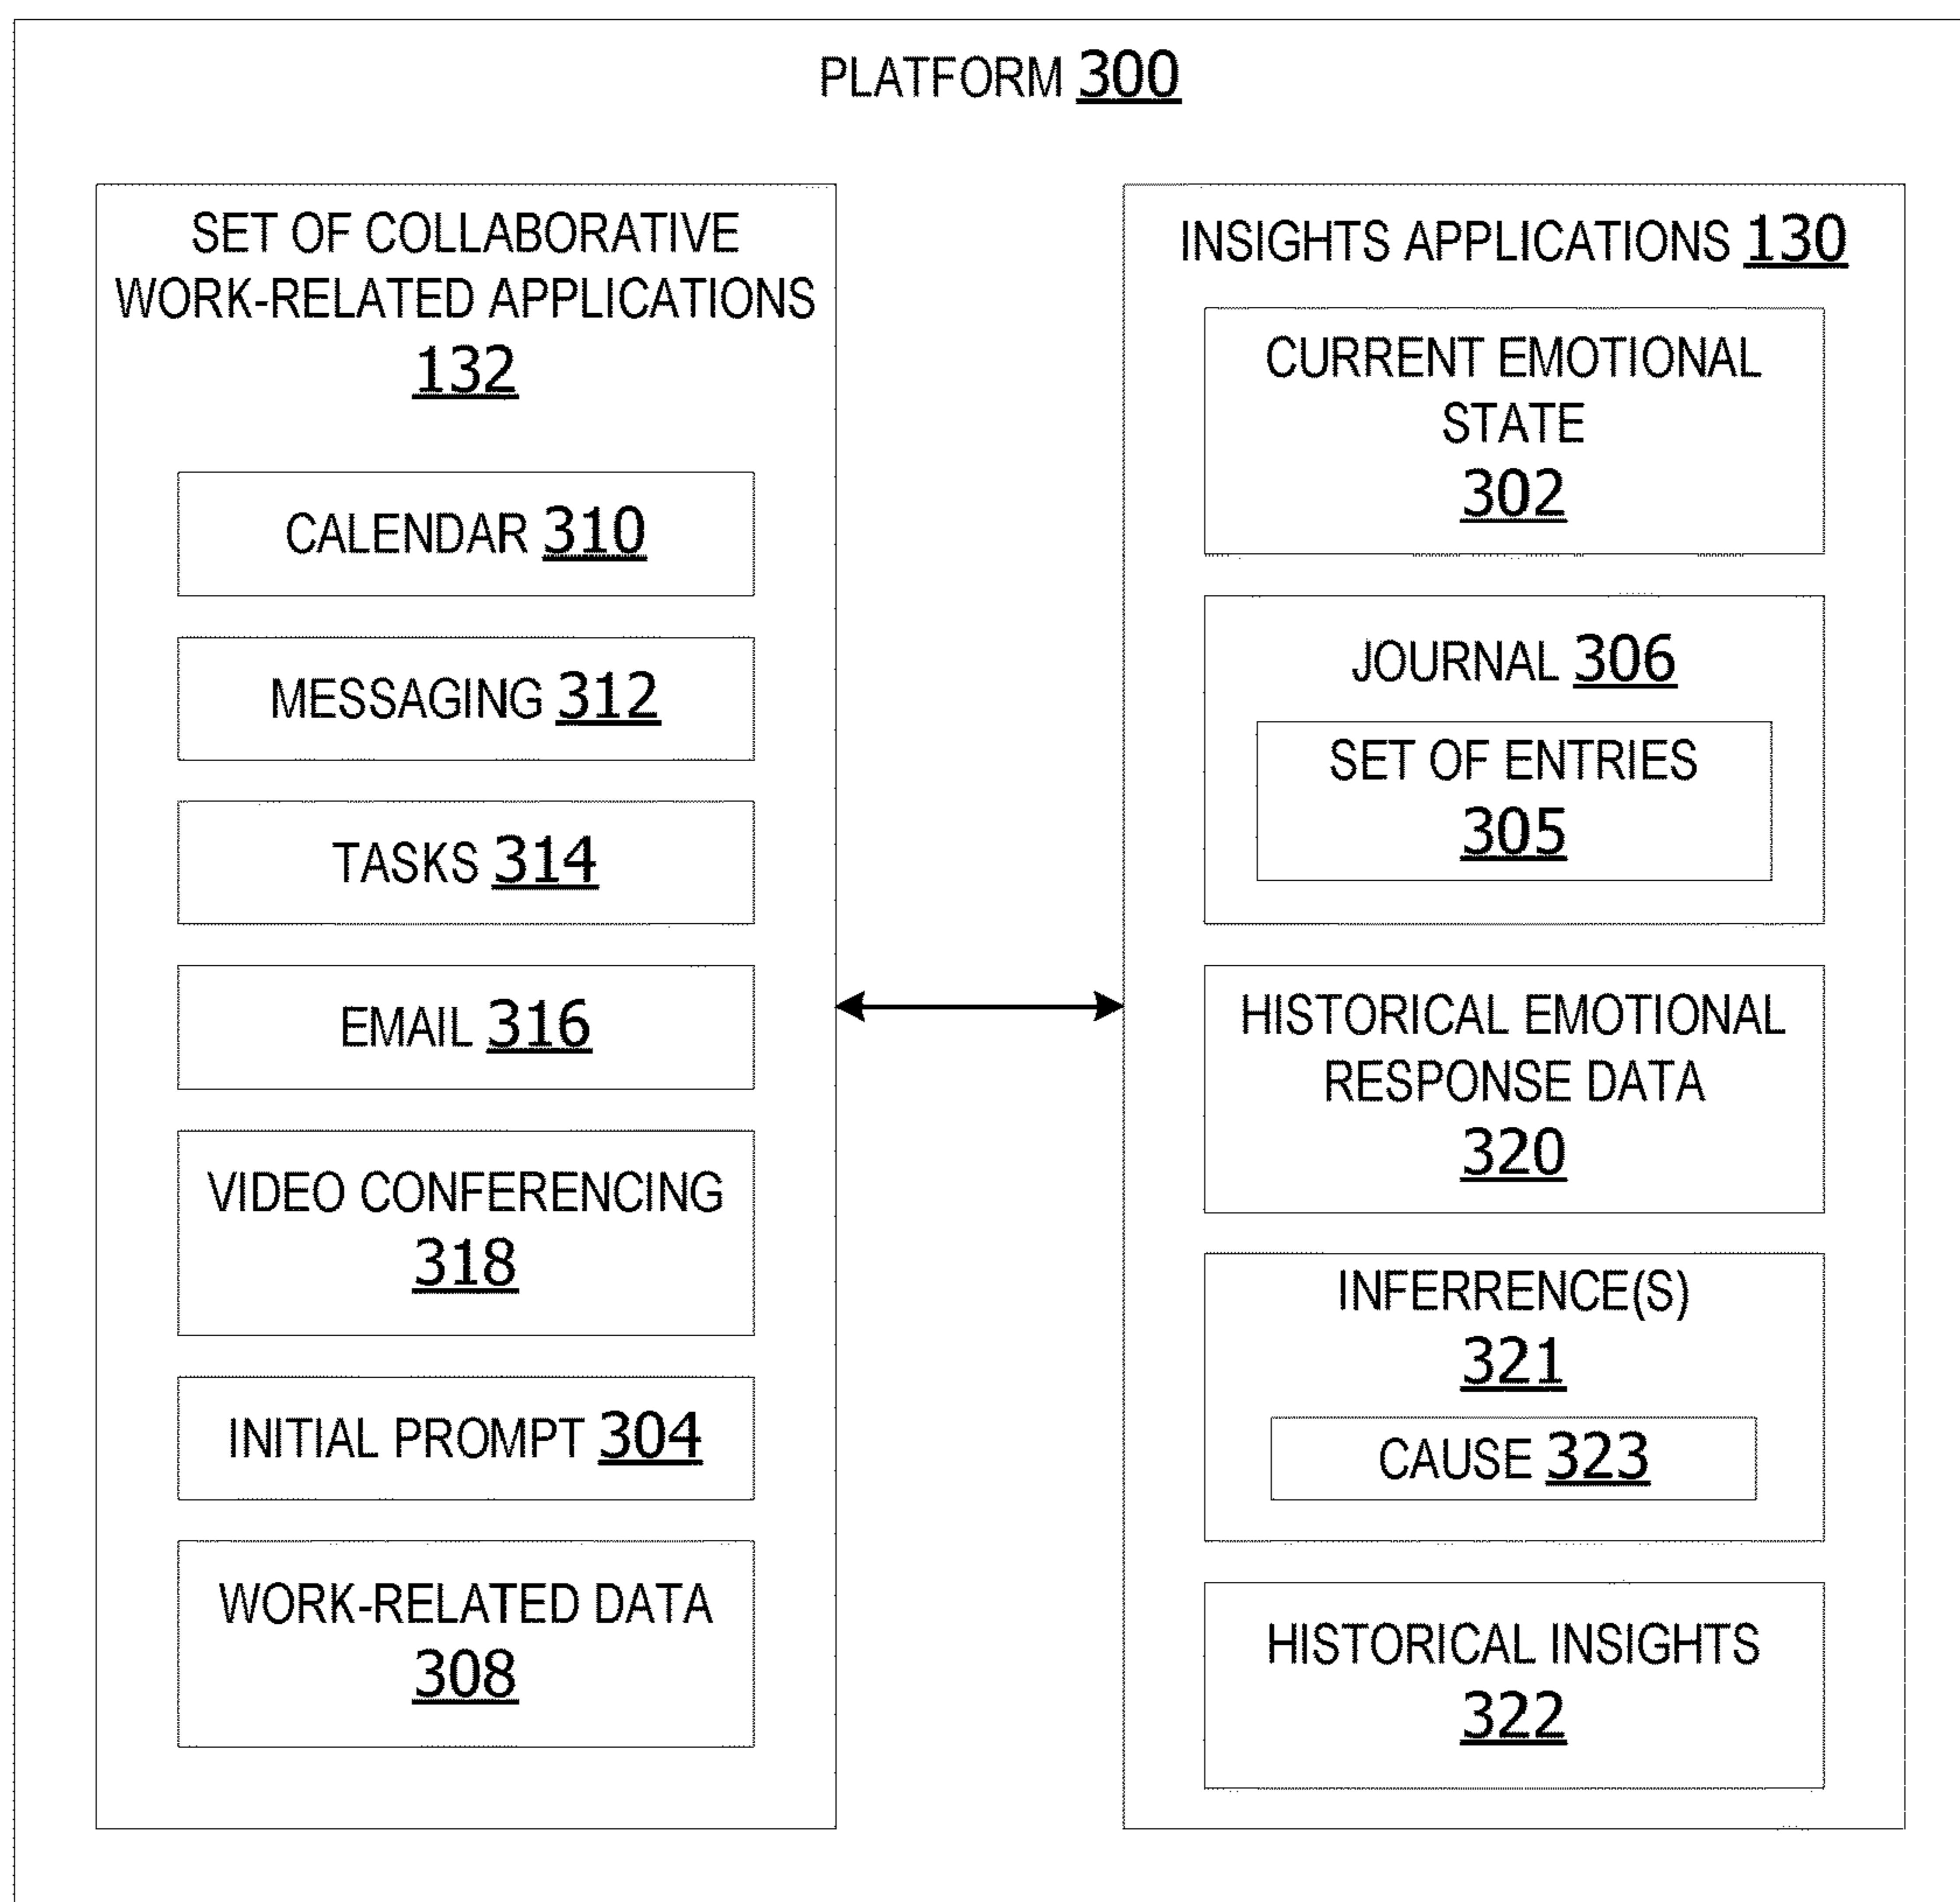 PLATFORM 300
SET OF COLLABORATIVE
WORK-RELATED APPLICATIONS
132
CALENDAR 310
MESSAGING 312
TASKS 314
EMAIL 316
VIDEO CONFERENCING
318
INITIAL PROMPT 304
WORK-RELATED DATA
308
INSIGHTS APPLICATIONS 130
CURRENT EMOTIONAL
STATE
302
JOURNAL 306
SET OF ENTRIES
305
HISTORICAL EMOTIONAL
RESPONSE DATA
320
INFERRENCE(S)
321
CAUSE 323
HISTORICAL INSIGHTS
322